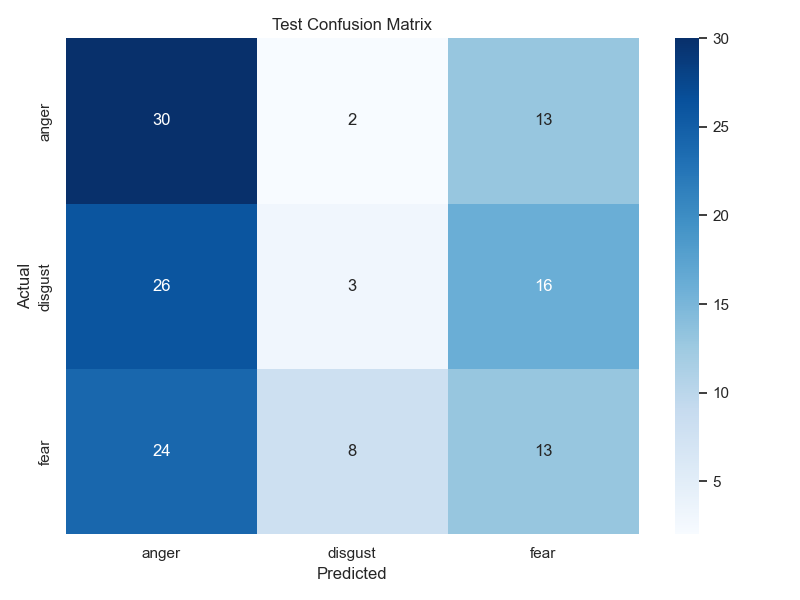 Test Confusion Matrix
Actual
anger
30
2
13
disgust
26
3
16
fear
24
8
13
anger
disgust
fear
Predicted
30
25
20
15
10
5